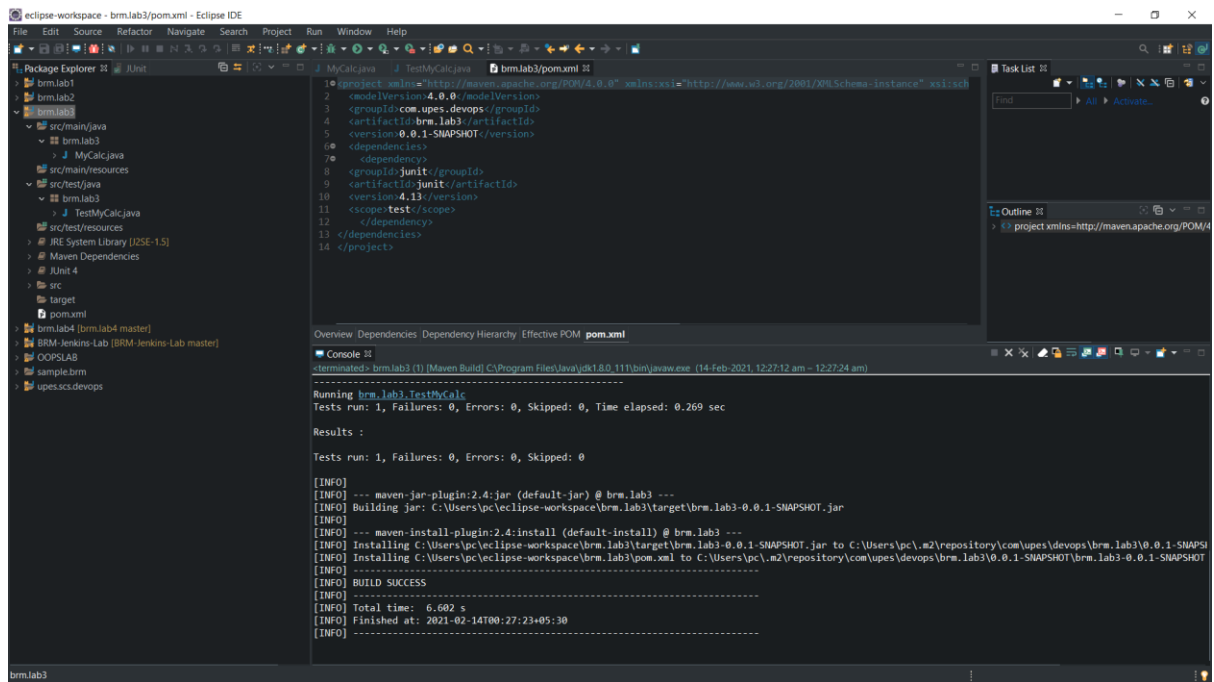 eclipse-workspace - brm.lab3/pom.xml - Eclipse IDE
File Edit Source Refactor Navigate Search Project Run Window Help
Package Explorer JUnit
brm.lab1
brm.lab2
brm.lab3
src/main/java
brm.lab3
MyCalc.java
src/main/resources
src/test/java
brm.lab3
TestMyCalc.java
src/test/resources
JRE System Library [J2SE-1.5]
Maven Dependencies
JUnit 4
src
target
pom.xml
brm.lab4 [brm.lab4 master]
BRM-Jenkins-Lab [BRM-Jenkins-Lab master]
OOPSLAB
sample.brm
upes.scs.devops
MyCalc.java TestMyCalc.java brm.lab3/pom.xml
1 <project xmlns="http://maven.apache.org/POM/4.0.0" xmlns:xsi="http://www.w3.org/2001/XMLSchema-instance" xsi:sch
2 <modelVersion>4.0.0</modelVersion>
3 <groupId>com.upes.devops</groupId>
4 <artifactId>brm.lab3</artifactId>
5 <version>0.0.1-SNAPSHOT</version>
6 <dependencies>
7 <dependency>
8 <groupId>junit</groupId>
9 <artifactId>junit</artifactId>
10 <version>4.13</version>
11 <scope>test</scope>
12 </dependency>
13 </dependencies>
14 </project>
Overview Dependencies Dependency Hierarchy Effective POM pom.xml
Task List
Find All Activate...
Outline
project xmlns=http://maven.apache.org/POM/4
Console
<terminated> brm.lab3 (1) [Maven Build] C:\Program Files\Java\jdk1.8.0_111\bin\javaw.exe (14-Feb-2021, 12:27:12 am – 12:27:24 am)
-------------------------------------------------------
Running brm.lab3.TestMyCalc
Tests run: 1, Failures: 0, Errors: 0, Skipped: 0, Time elapsed: 0.269 sec
Results :
Tests run: 1, Failures: 0, Errors: 0, Skipped: 0
[INFO]
[INFO] --- maven-jar-plugin:2.4:jar (default-jar) @ brm.lab3 ---
[INFO] Building jar: C:\Users\pc\eclipse-workspace\brm.lab3\target\brm.lab3-0.0.1-SNAPSHOT.jar
[INFO]
[INFO] --- maven-install-plugin:2.4:install (default-install) @ brm.lab3 ---
[INFO] Installing C:\Users\pc\eclipse-workspace\brm.lab3\target\brm.lab3-0.0.1-SNAPSHOT.jar to C:\Users\pc\.m2\repository\com\upes\devops\brm.lab3\0.0.1-SNAPS
[INFO] Installing C:\Users\pc\eclipse-workspace\brm.lab3\pom.xml to C:\Users\pc\.m2\repository\com\upes\devops\brm.lab3\0.0.1-SNAPSHOT\brm.lab3-0.0.1-SNAPSHOT
[INFO] ------------------------------------------------------------------------
[INFO] BUILD SUCCESS
[INFO] ------------------------------------------------------------------------
[INFO] Total time: 6.602 s
[INFO] Finished at: 2021-02-14T00:27:23+05:30
[INFO] ------------------------------------------------------------------------
brm.lab3